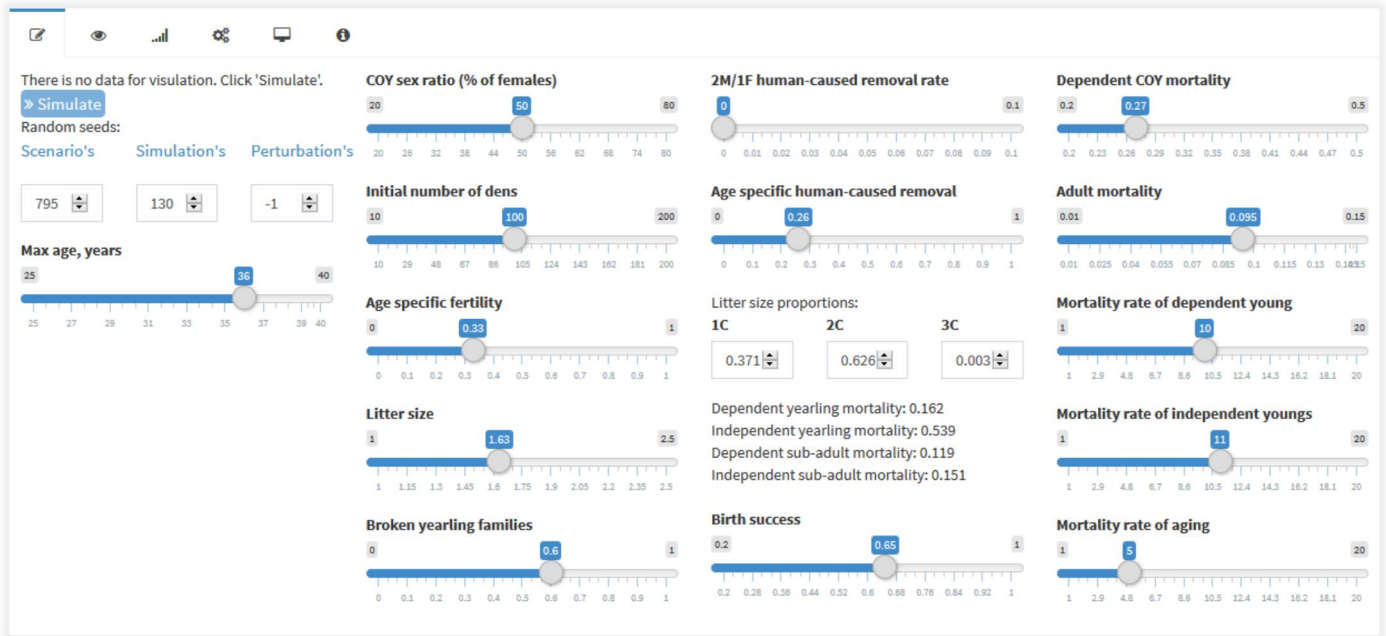 There is no data for visulation. Click 'Simulate'.
» Simulate
Random seeds:
Scenario's Simulation's Perturbation's
795 130 -1
Max age, years
25 36 40
25 27 29 31 33 35 37 39 40
COY sex ratio (% of females)
20 50 80
20 26 32 38 44 50 56 62 68 74 80
Initial number of dens
10 100 200
10 29 48 67 86 105 124 143 162 181 200
Age specific fertility
0 0.33 1
0 0.1 0.2 0.3 0.4 0.5 0.6 0.7 0.8 0.9 1
Litter size
1 1.63 2.5
1 1.15 1.3 1.45 1.6 1.75 1.9 2.05 2.2 2.35 2.5
Broken yearling families
0 0.6 1
0 0.1 0.2 0.3 0.4 0.5 0.6 0.7 0.8 0.9 1
2M/1F human-caused removal rate
0 0.1
0 0.01 0.02 0.03 0.04 0.05 0.06 0.07 0.08 0.09 0.1
Age specific human-caused removal
0 0.26 1
0 0.1 0.2 0.3 0.4 0.5 0.6 0.7 0.8 0.9 1
Litter size proportions:
1C 2C 3C
0.371 0.626 0.003
Dependent yearling mortality: 0.162
Independent yearling mortality: 0.539
Dependent sub-adult mortality: 0.119
Independent sub-adult mortality: 0.151
Birth success
0.2 0.65 1
0.2 0.28 0.36 0.44 0.52 0.6 0.68 0.76 0.84 0.92 1
Dependent COY mortality
0.2 0.27 0.5
0.2 0.23 0.26 0.29 0.32 0.35 0.38 0.41 0.44 0.47 0.5
Adult mortality
0.01 0.095 0.15
0.01 0.025 0.04 0.055 0.07 0.085 0.1 0.115 0.13
Mortality rate of dependent young
1 10 20
1 2.9 4.8 6.7 8.6 10.5 12.4 14.3 16.2 18.1 20
Mortality rate of independent youngs
1 11 20
1 2.9 4.8 6.7 8.6 10.5 12.4 14.3 16.2 18.1 20
Mortality rate of aging
1 5 20
1 2.9 4.8 6.7 8.6 10.5 12.4 14.3 16.2 18.1 20